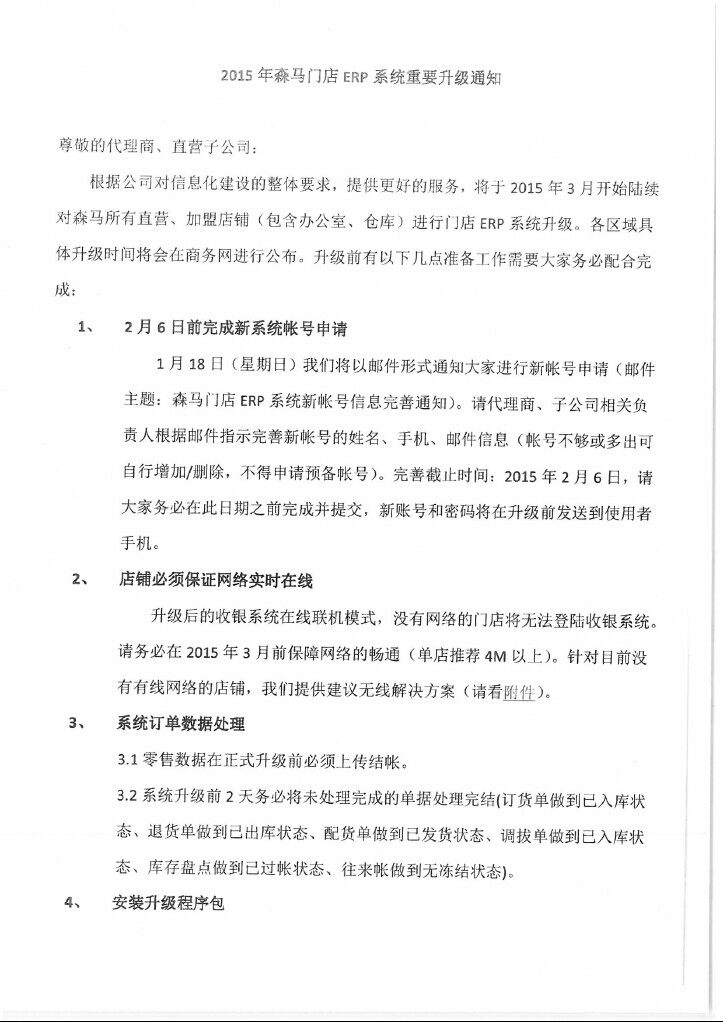 2015 年森马门店 ERP 系统重要升级通知
尊敬的代理商、直营子公司：
根据公司对信息化建设的整体要求，提供更好的服务，将于 2015 年 3 月开始陆续
对森马所有直营、加盟店铺（包含办公室、仓库）进行门店 ERP 系统升级。各区域具
体升级时间将会在商务网进行公布。升级前有以下几点准备工作需要大家务必配合完
成：
1、 2 月 6 日前完成新系统帐号申请
1 月 18 日（星期日）我们将以邮件形式通知大家进行新帐号申请（邮件
主题：森马门店 ERP 系统新帐号信息完善通知）。请代理商、子公司相关负
责人根据邮件指示完善新帐号的姓名、手机、邮件信息（帐号不够或多出可
自行增加/删除，不得申请预备帐号）。完善截止时间：2015 年 2 月 6 日，请
大家务必在此日期之前完成并提交，新账号和密码将在升级前发送到使用者
手机。
2、 店铺必须保证网络实时在线
升级后的收银系统在线联机模式，没有网络的门店将无法登陆收银系统。
请务必在 2015 年 3 月前保障网络的畅通（单店推荐 4M 以上）。针对目前没
有有线网络的店铺，我们提供建议无线解决方案（请看附件）。
3、 系统订单数据处理
3.1 零售数据在正式升级前必须上传结帐。
3.2 系统升级前 2 天务必将未处理完成的单据处理完结(订货单做到已入库状
态、退货单做到已出库状态、配货单做到已发货状态、调拔单做到已入库状
态、库存盘点做到已过帐状态、往来帐做到无冻结状态)。
4、 安装升级程序包